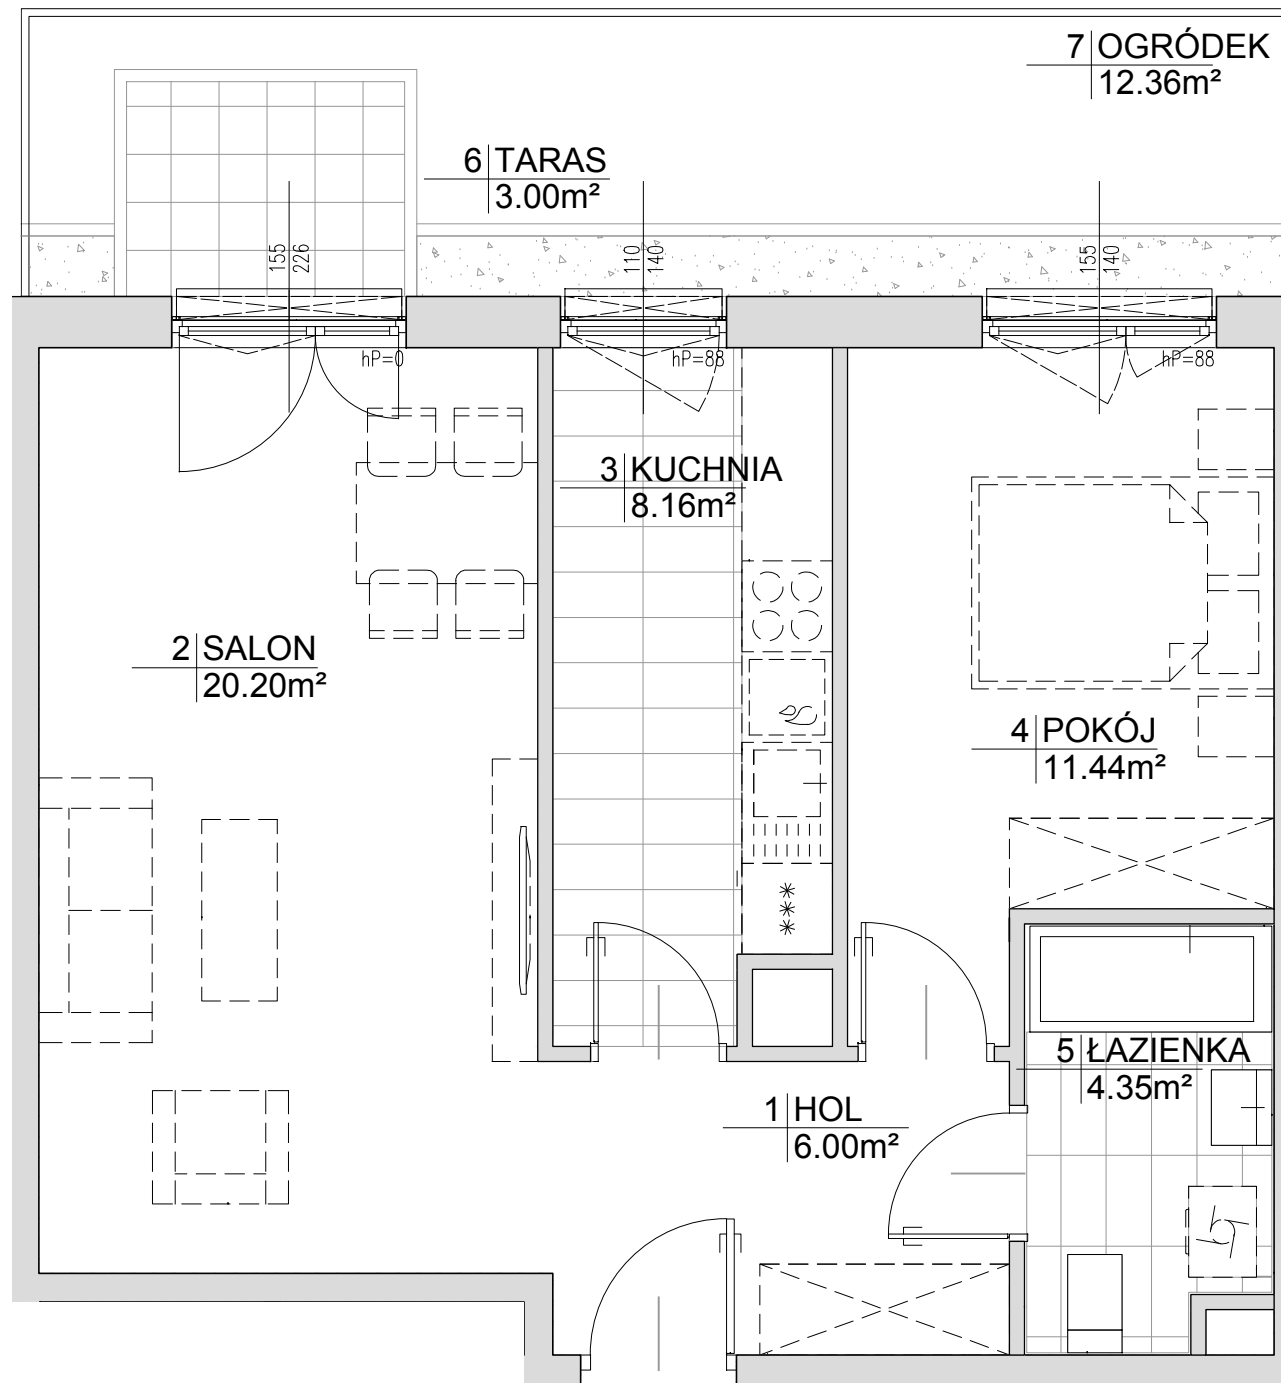 7 OGRÓDEK
12.36m²
6 TARAS
3.00m²
155
226
110
140
155
140
hP=0
hP=88
hP=88
3 KUCHNIA
8.16m²
2 SALON
20.20m²
4 POKÓJ
11.44m²
***
5 ŁAZIENKA
4.35m²
1 HOL
6.00m²